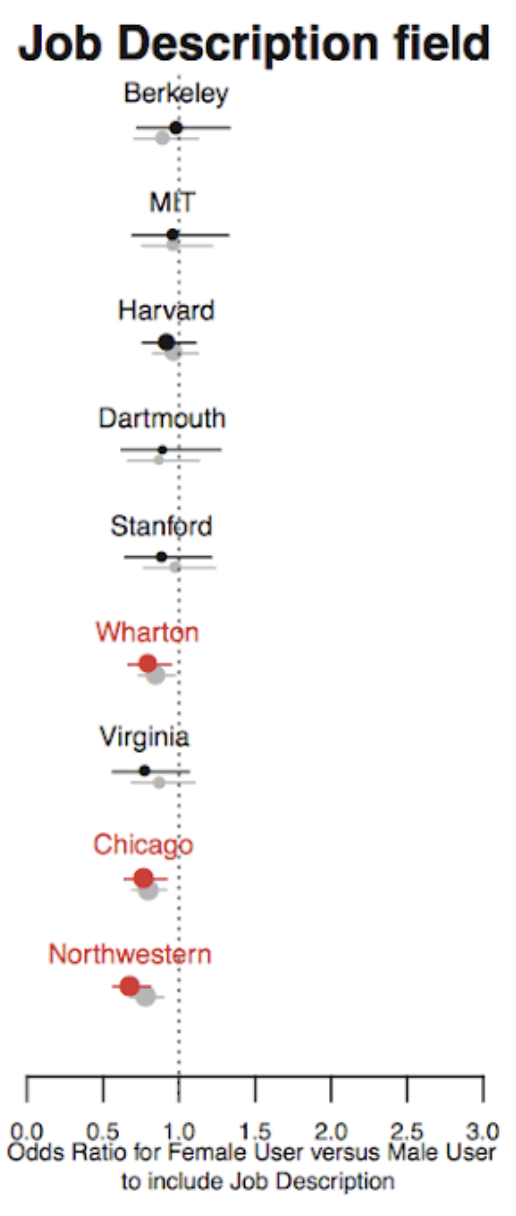 Job Description field
Berkeley
MIT
Harvard
Dartmouth
Stanford
Wharton
Virginia
Chicago
Northwestern
0.0 0.5 1.0 1.5 2.0 2.5 3.0
Odds Ratio for Female User versus Male User
to include Job Description